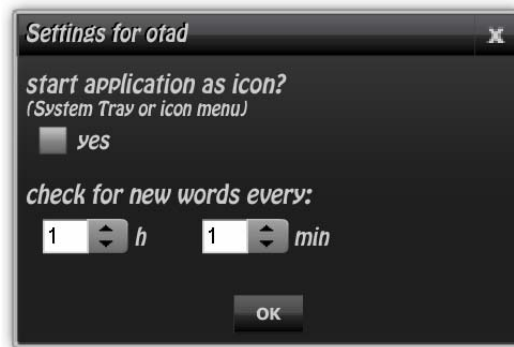 Settings for otad x
start application as icon?
(System Tray or icon menu)
yes
check for new words every:
1 h 1 min
OK